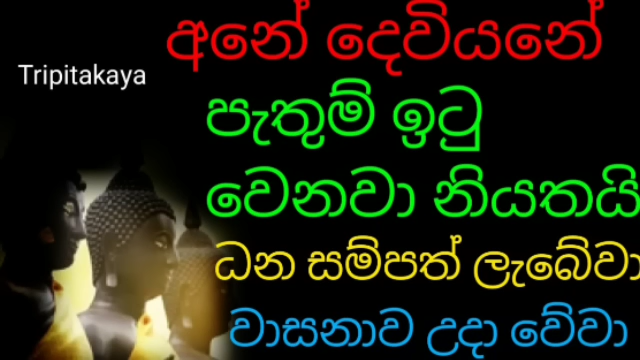 අනේ දෙවියනේ
Tripitakaya
පැතුම් ඉටු
වෙනවා නියතයි
ධන සම්පත් ලැබේවා
වාසනාව උදා වේවා